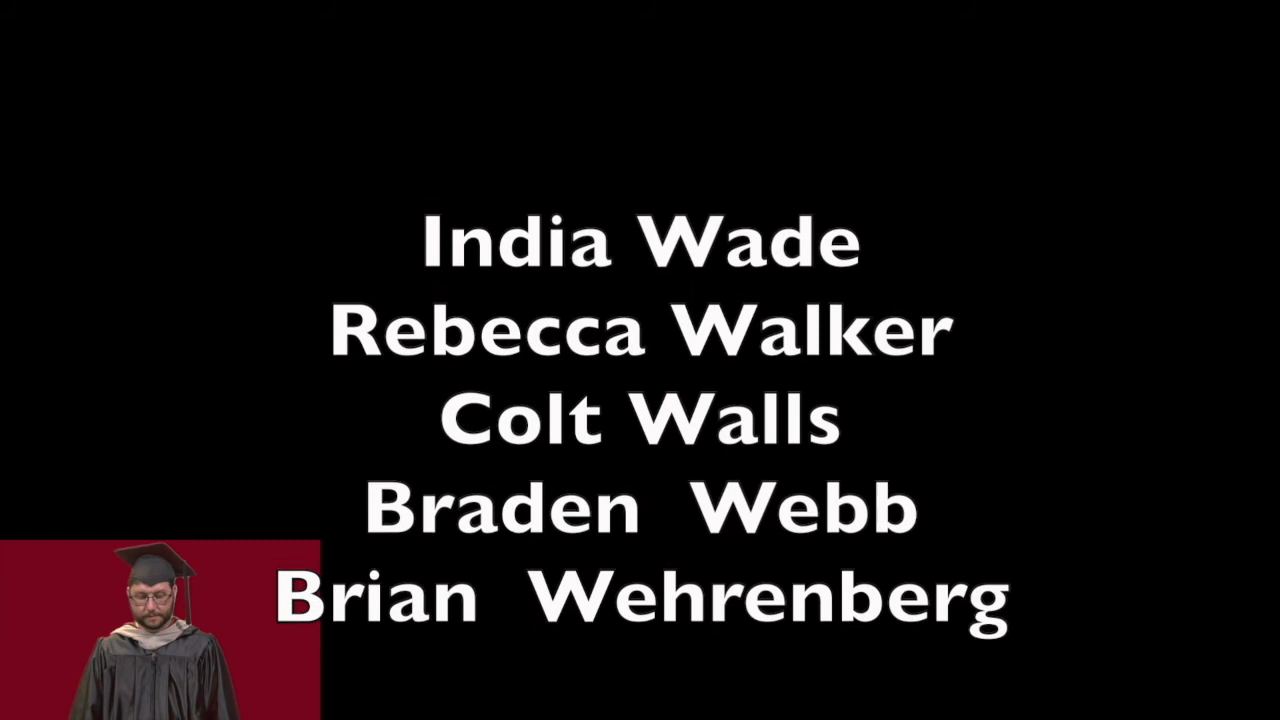 India Wade
Rebecca Walker
Colt Walls
Braden  Webb
Brian  Wehrenberg